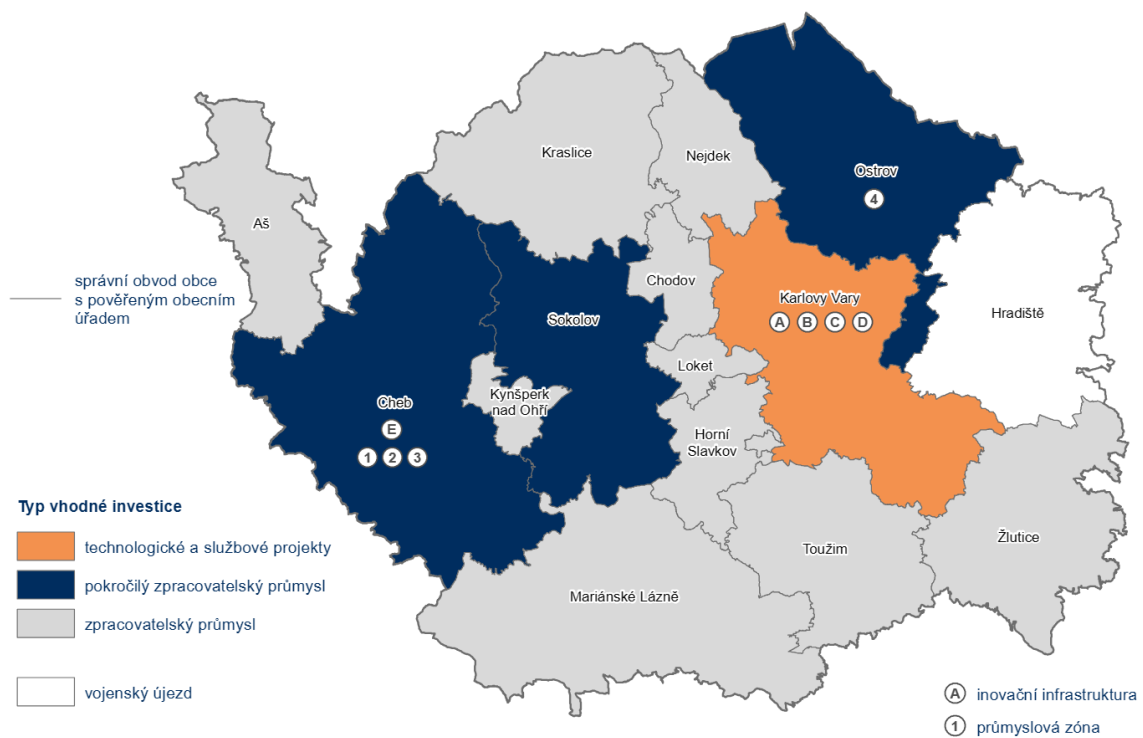 Kraslice
Nejdek
Ostrov
4
Aš
správní obvod obce
s pověřeným obecním
úřadem
Chodov
Karlovy Vary
A B C D
Hradiště
Sokolov
Loket
Kynšperk
nad Ohří
Cheb
E
1 2 3
Horní
Slavkov
Typ vhodné investice
technologické a službové projekty
pokročilý zpracovatelský průmysl
zpracovatelský průmysl
vojenský újezd
Toužim
Žlutice
Mariánské Lázně
A inovační infrastruktura
1 průmyslová zóna